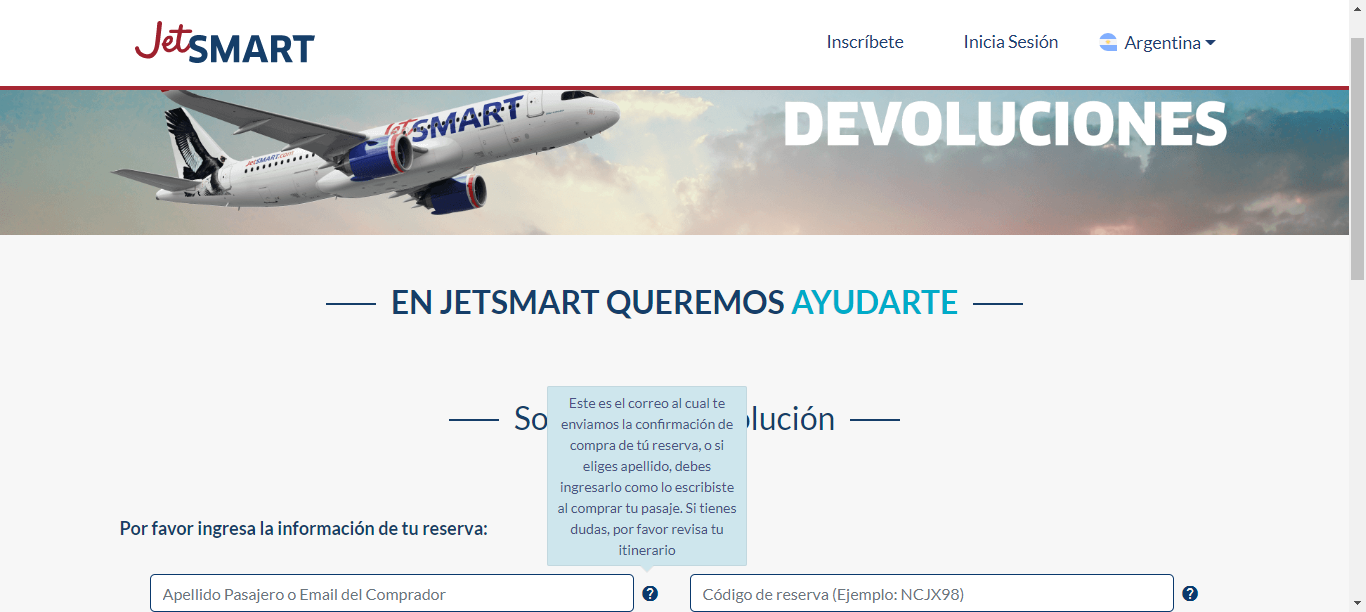 JetSMART
Inscríbete
Inicia Sesión
Argentina
JetSMART
JetSMART.com
DEVOLUCIONES
EN JETSMART QUEREMOS AYUDARTE
Este es el correo al cual te
enviamos la confirmación de
compra de tú reserva, o si
eliges apellido, debes
ingresarlo como lo escribiste
al comprar tu pasaje. Si tienes
dudas, por favor revisa tu
itinerario
Por favor ingresa la información de tu reserva:
Apellido Pasajero o Email del Comprador
?
Código de reserva (Ejemplo: NCJX98)
?